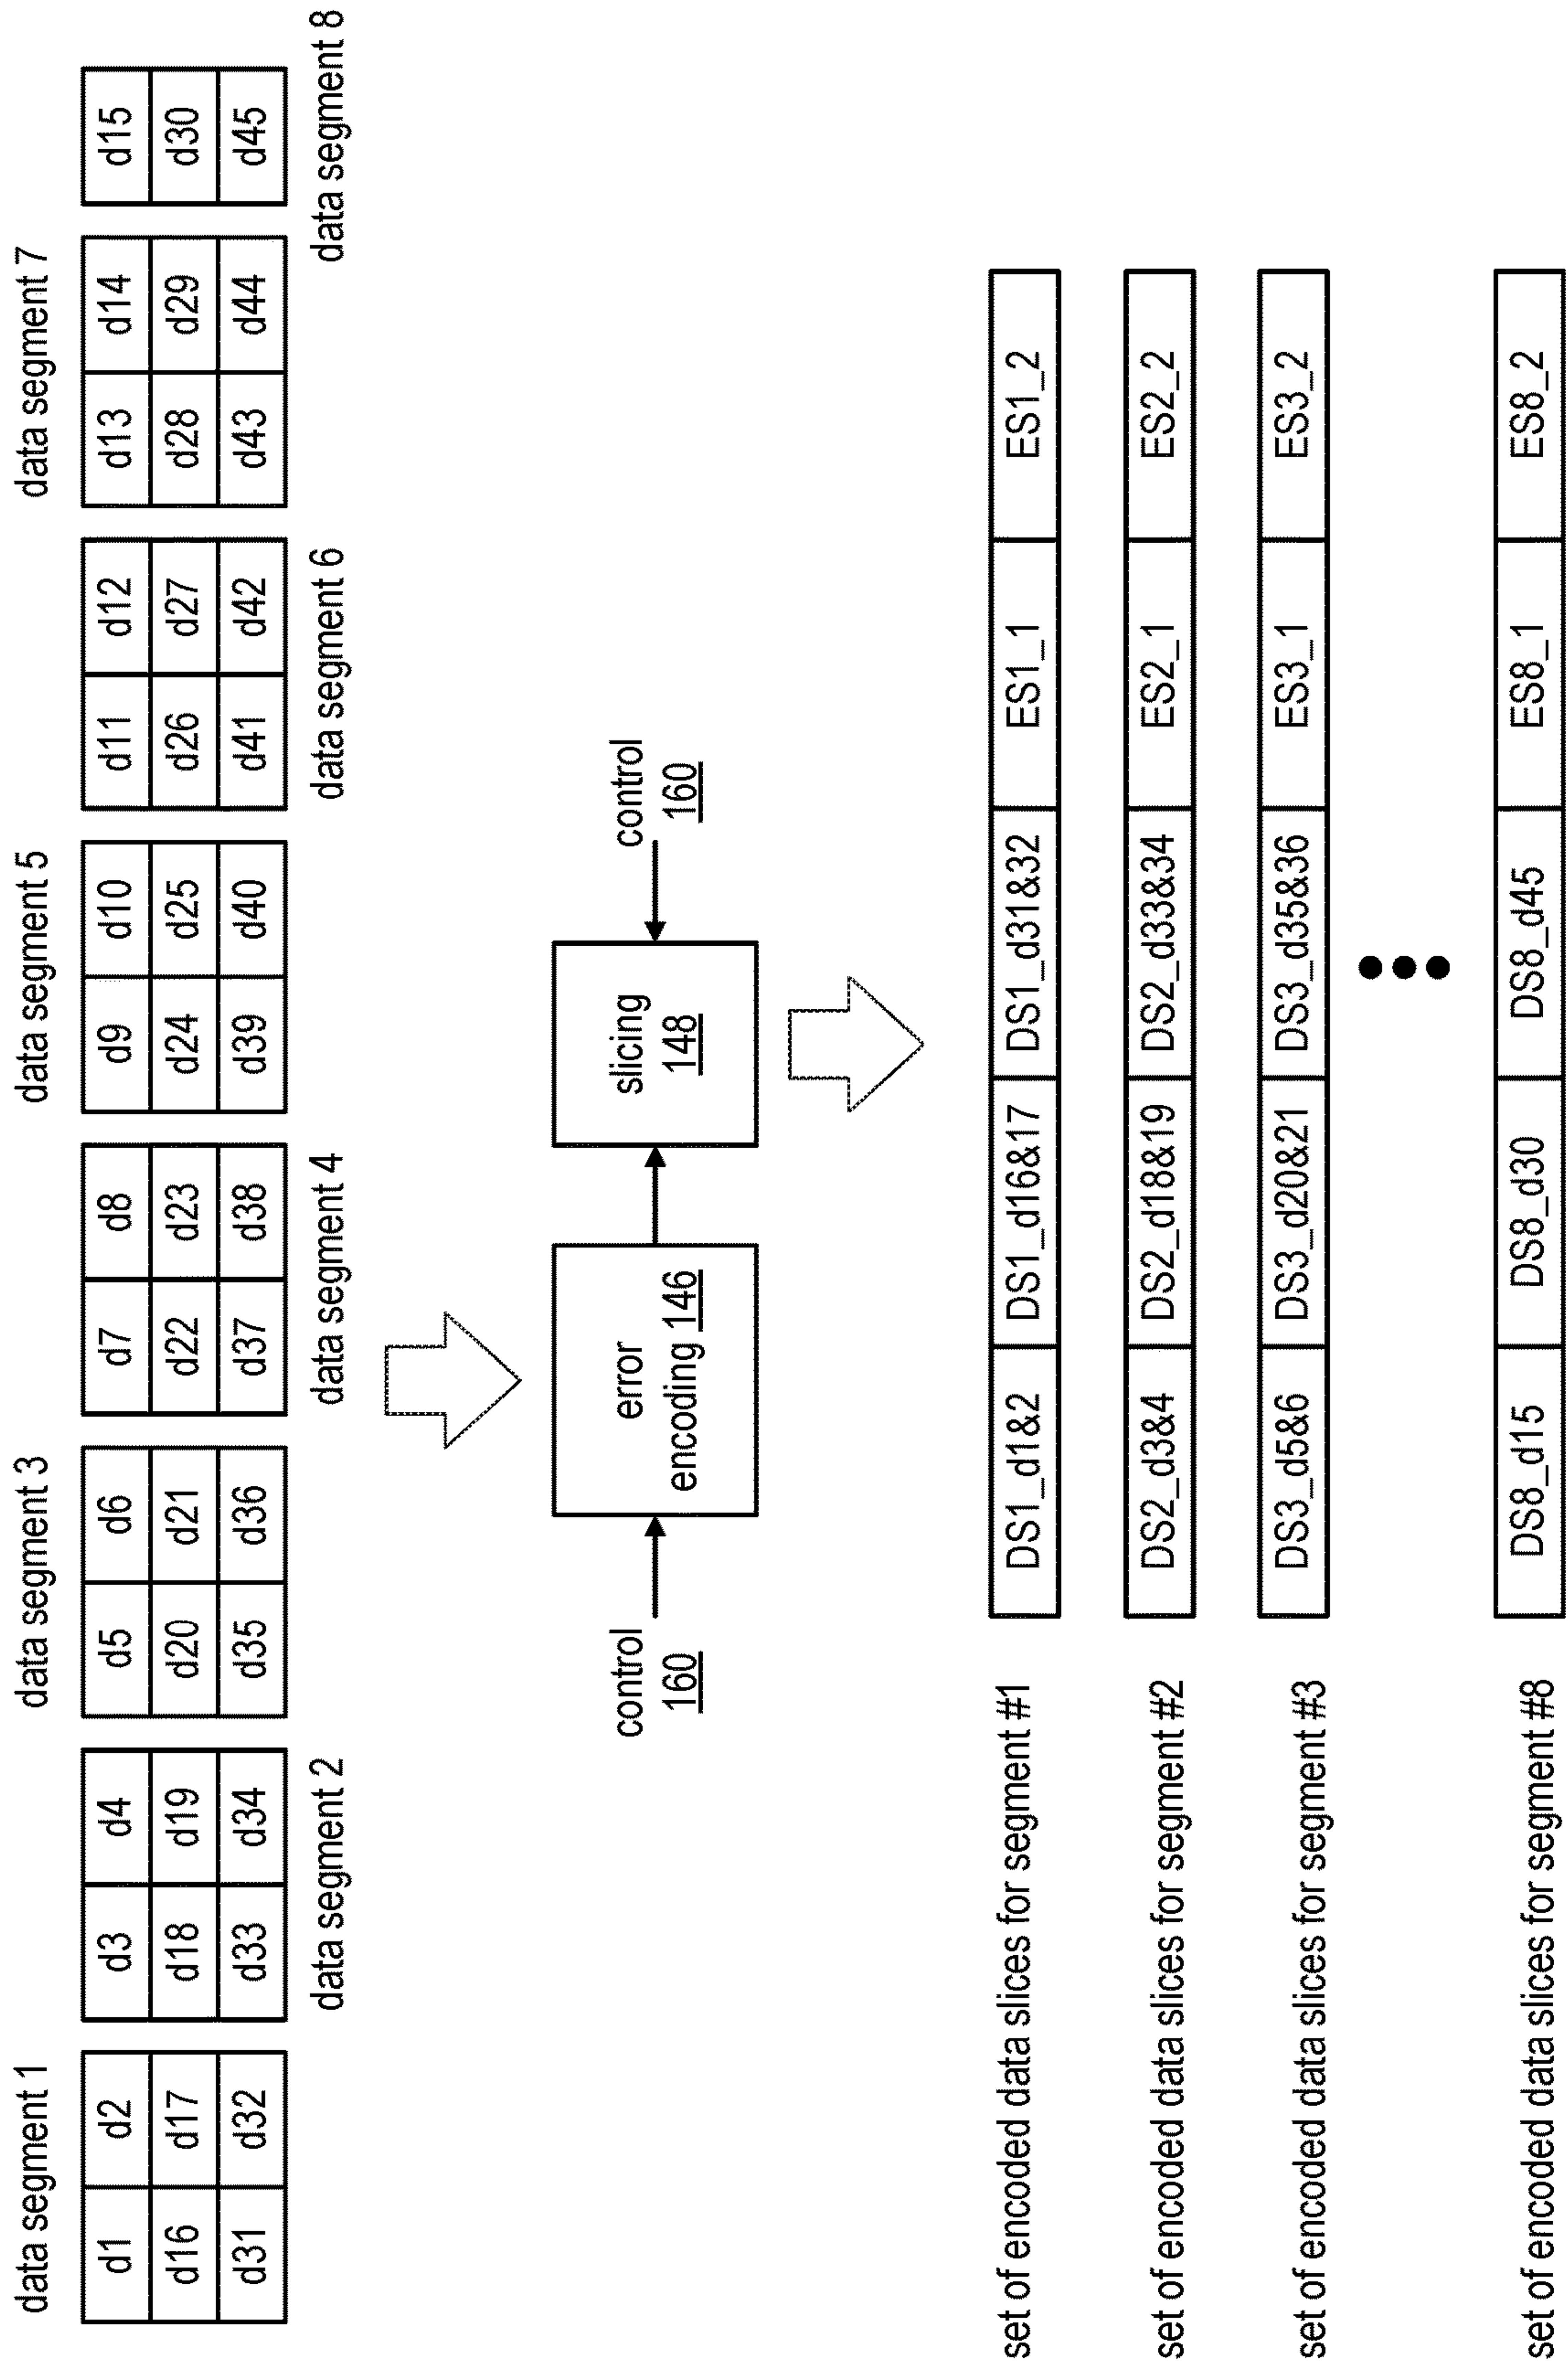 data segment 1
data segment 3
data segment 5
data segment 7
d1 d2 d3 d4 d5 d6 d7 d8 d9 d10 d11 d12 d13 d14 d15
d16 d17 d18 d19 d20 d21 d22 d23 d24 d25 d26 d27 d28 d29 d30
d31 d32 d33 d34 d35 d36 d37 d38 d39 d40 d41 d42 d43 d44 d45
data segment 2
data segment 4
data segment 6
data segment 8
control
160
error
encoding 146
slicing
148
control
160
set of encoded data slices for segment #1
DS1_d1&2 DS1_d16&17 DS1_d31&32 ES1_1 ES1_2
set of encoded data slices for segment #2
DS2_d3&4 DS2_d18&19 DS2_d33&34 ES2_1 ES2_2
set of encoded data slices for segment #3
DS3_d5&6 DS3_d20&21 DS3_d35&36 ES3_1 ES3_2
set of encoded data slices for segment #8
DS8_d15 DS8_d30 DS8_d45 ES8_1 ES8_2